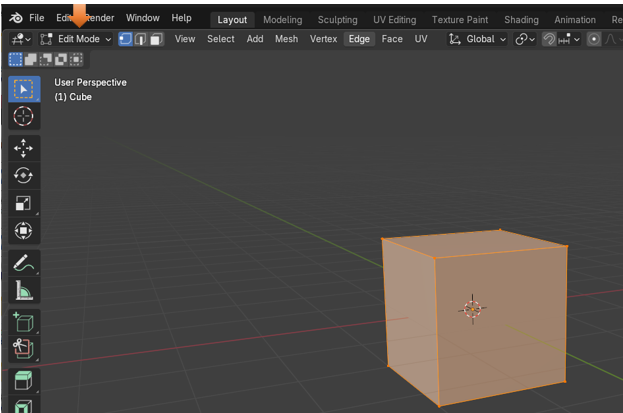 File Edit Render Window Help Layout Modeling Sculpting UV Editing Texture Paint Shading Animation
Edit Mode View Select Add Mesh Vertex Edge Face UV Global
User Perspective
(1) Cube